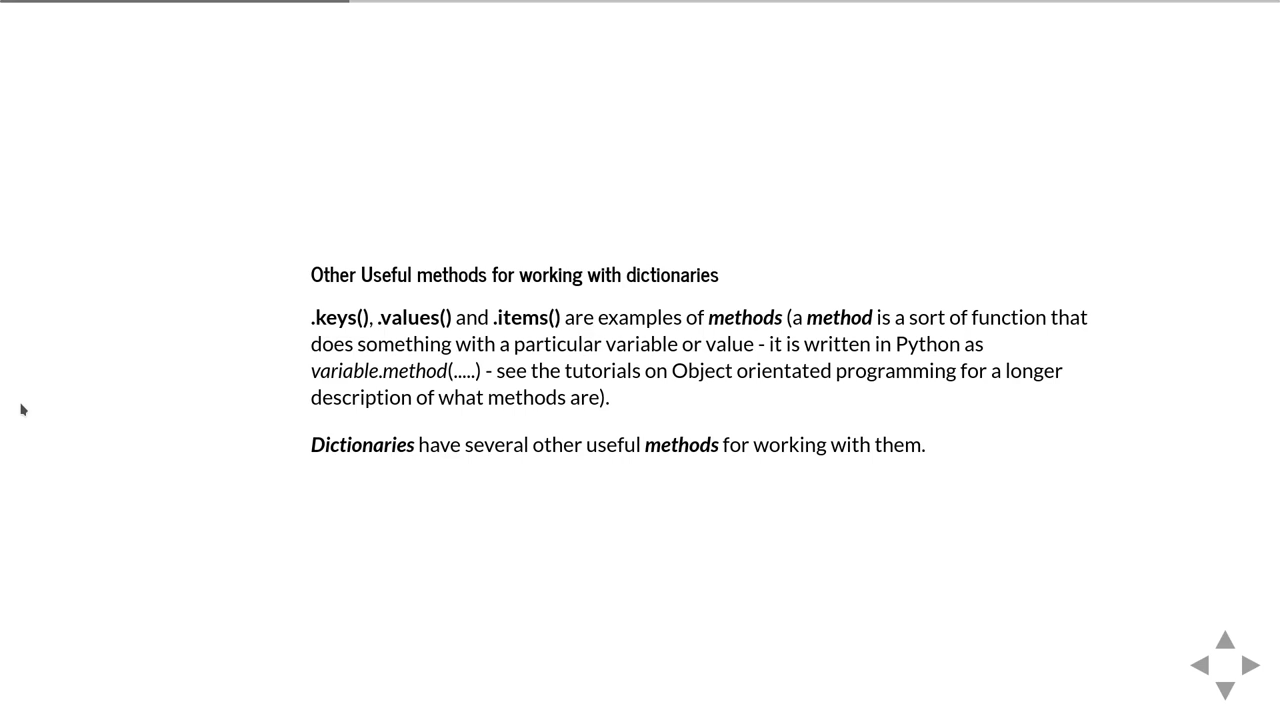 Other Useful methods for working with dictionaries
.keys(), .values() and .items() are examples of methods (a method is a sort of function that
does something with a particular variable or value - it is written in Python as
variable.method(.....) - see the tutorials on Object orientated programming for a longer
description of what methods are).
Dictionaries have several other useful methods for working with them.